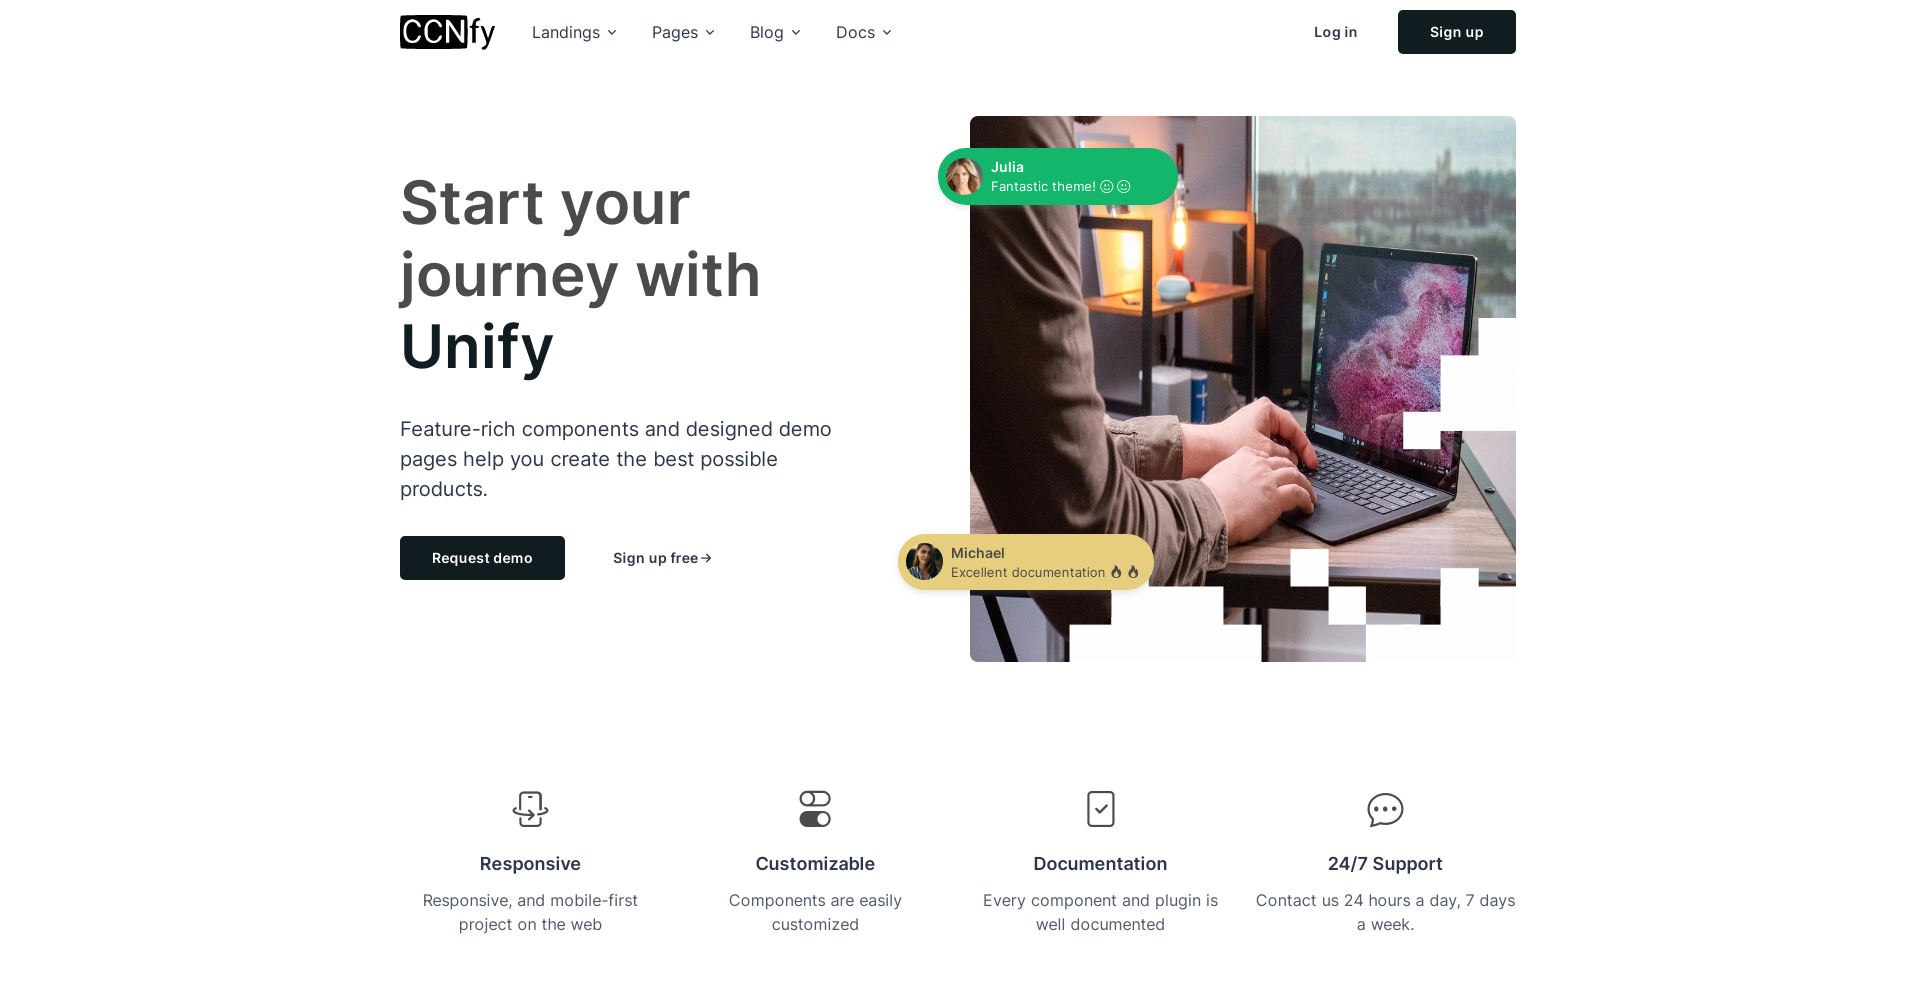 CCNfy
Landings
Pages
Blog
Docs
Log in
Sign up
Start your
journey with
Unify
Feature-rich components and designed demo
pages help you create the best possible
products.
Request demo
Sign up free
Julia
Fantastic theme!
Michael
Excellent documentation
Responsive
Responsive, and mobile-first
project on the web
Customizable
Components are easily
customized
Documentation
Every component and plugin is
well documented
24/7 Support
Contact us 24 hours a day, 7 days
a week.